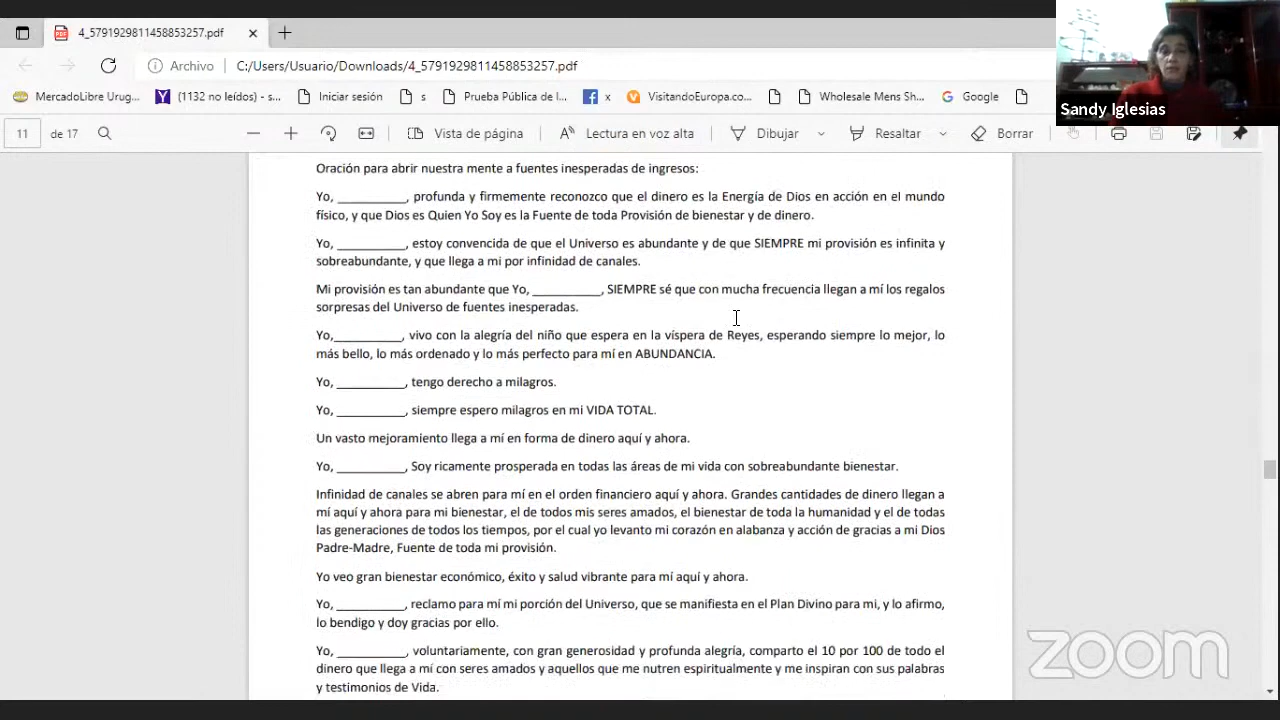 4_5791929811458853257.pdf
Archivo
C:/Users/Usuario/Downloads/4_5791929811458853257.pdf
MercadoLibre Urug...
(1132 no leídos) - s...
Iniciar sesión
s
Prueba Pública de I...
x
VisitandoEuropa.co...
Wholesale Mens Sh...
Google
Sandy Iglesias
11 de 17
Vista de página
Lectura en voz alta
Dibujar
Resaltar
Borrar
Oración para abrir nuestra mente a fuentes inesperadas de ingresos:
Yo, __________, profunda y firmemente reconozco que el dinero es la Energía de Dios en acción en el mundo
físico, y que Dios es Quien Yo Soy es la Fuente de toda Provisión de bienestar y de dinero.
Yo, __________, estoy convencida de que el Universo es abundante y de que SIEMPRE mi provisión es infinita y
sobreabundante, y que llega a mi por infinidad de canales.
Mi provisión es tan abundante que Yo, __________, SIEMPRE sé que con mucha frecuencia llegan a mí los regalos
sorpresas del Universo de fuentes inesperadas.
Yo,__________, vivo con la alegría del niño que espera en la víspera de Reyes, esperando siempre lo mejor, lo
más bello, lo más ordenado y lo más perfecto para mí en ABUNDANCIA.
Yo, __________, tengo derecho a milagros.
Yo, __________, siempre espero milagros en mi VIDA TOTAL.
Un vasto mejoramiento llega a mí en forma de dinero aquí y ahora.
Yo, __________, Soy ricamente prosperada en todas las áreas de mi vida con sobreabundante bienestar.
Infinidad de canales se abren para mí en el orden financiero aquí y ahora. Grandes cantidades de dinero llegan a
mí aquí y ahora para mi bienestar, el de todos mis seres amados, el bienestar de toda la humanidad y el de todas
las generaciones de todos los tiempos, por el cual yo levanto mi corazón en alabanza y acción de gracias a mi Dios
Padre-Madre, Fuente de toda mi provisión.
Yo veo gran bienestar económico, éxito y salud vibrante para mí aquí y ahora.
Yo, __________, reclamo para mí mi porción del Universo, que se manifiesta en el Plan Divino para mi, y lo afirmo,
lo bendigo y doy gracias por ello.
Yo, __________, voluntariamente, con gran generosidad y profunda alegría, comparto el 10 por 100 de todo el
dinero que llega a mí con seres amados y aquellos que me nutren espiritualmente y me inspiran con sus palabras
y testimonios de Vida.
zoom